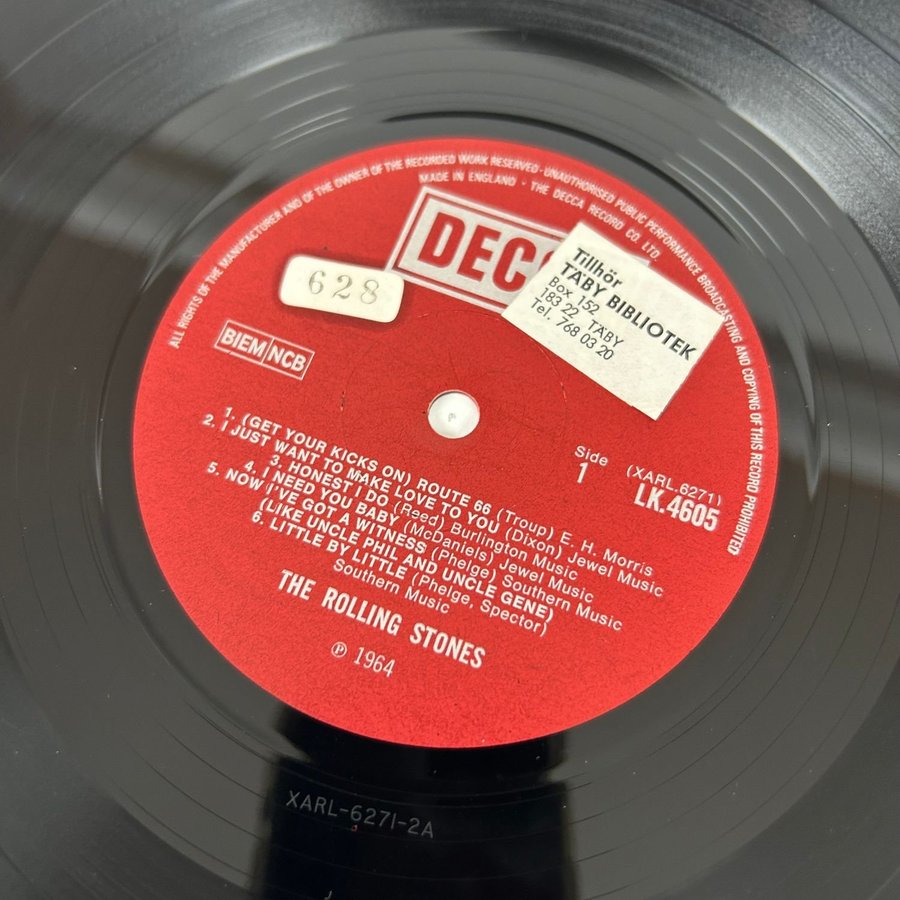 ALL RIGHTS OF THE MANUFACTURER AND OF THE OWNER OF THE RECORDED WORK RESERVED · UNAUTHORISED PUBLIC PERFORMANCE BROADCASTING AND COPYING OF THIS RECORD PROHIBITED
MADE IN ENGLAND · THE DECCA RECORD CO. LTD.
DEC
628
Tillhör
TÄBY BIBLIOTEK
Box 152
183 22 TÄBY
Tel. 768 03 20
BIEM/NCB
Side
1
(XARL.6271)
LK.4605
1. (GET YOUR KICKS ON) ROUTE 66 (Troup) E. H. Morris
2. I JUST WANT TO MAKE LOVE TO YOU (Dixon) Jewel Music
3. HONEST I DO (Reed) Burlington Music
4. I NEED YOU BABY (McDaniels) Jewel Music
5. NOW I'VE GOT A WITNESS (Phelge) Southern Music
(LIKE UNCLE PHIL AND UNCLE GENE)
6. LITTLE BY LITTLE (Phelge, Spector)
Southern Music
THE ROLLING STONES
℗ 1964
XARL-6271-2A